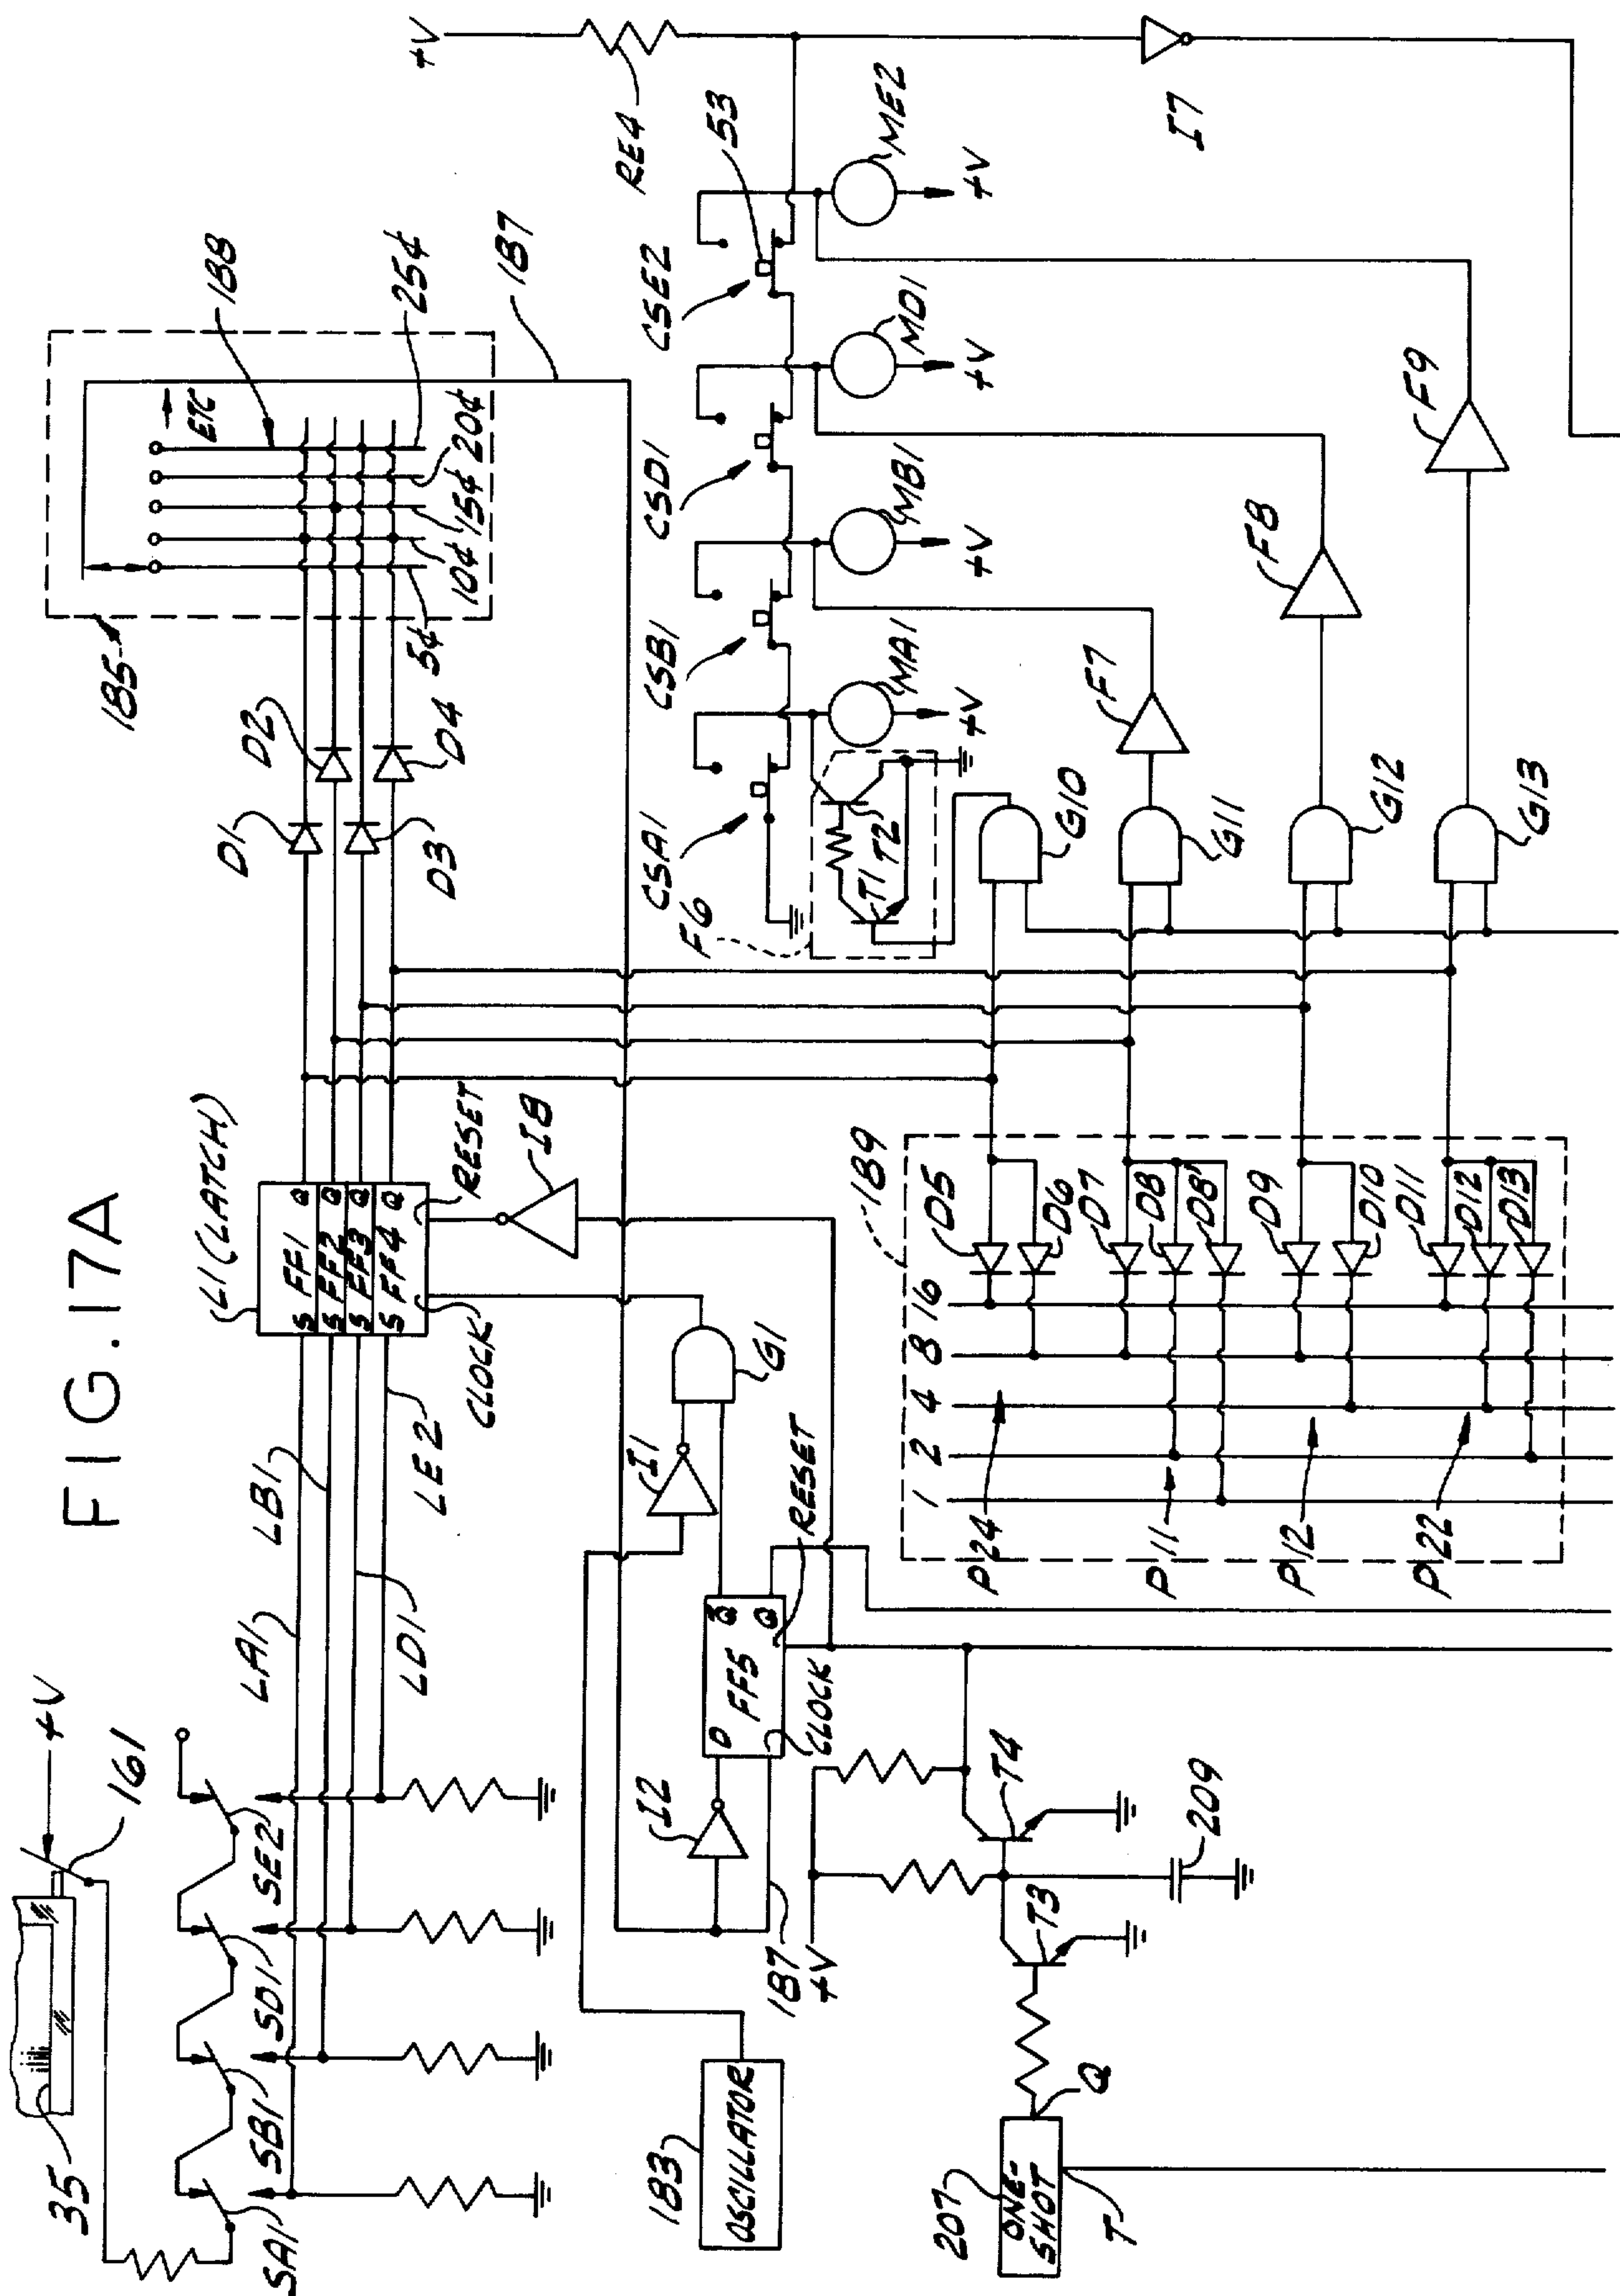 FIG. 17A
35
+V
161
SA1
SB1
SD1
SE2
LA1
LB1
LD1
LE2
L1 (LATCH)
S FF1 Q
S FF2 Q
S FF3 Q
S FF4 Q
CLOCK
RESET
I8
D1
D2
D3
D4
185
188
ETC
5¢
10¢
15¢
20¢
25¢
187
183
OSCILLATOR
I1
G1
I2
D
Q̄
FF5
Q
CLOCK
RESET
187
+V
T4
T3
209
207
ONE-
SHOT
Q
T
+V
RE4
53
CSA1
CSB1
CSD1
CSE2
MA1
MB1
MD1
ME2
+V
+V
+V
+V
I7
F6
T1
T2
G10
G11
G12
G13
F7
F8
F9
189
1
2
4
8
16
P24
P11
P12
P22
D5
D6
D7
D8
D8'
D9
D10
D11
D12
D13